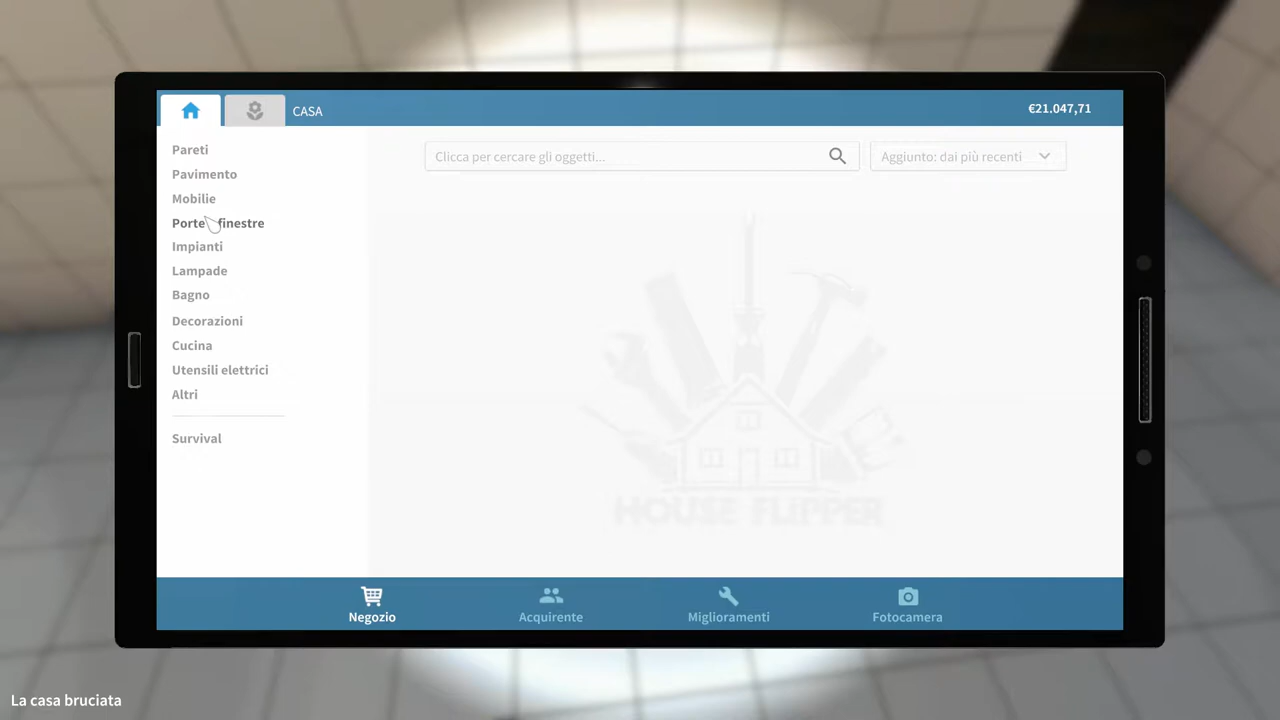 CASA
€21.047,71
Pareti
Pavimento
Mobilie
Porte finestre
Impianti
Lampade
Bagno
Decorazioni
Cucina
Utensili elettrici
Altri
Survival
Clicca per cercare gli oggetti...
Aggiunto: dai più recenti
HOUSE FLIPPER
Negozio
Acquirente
Miglioramenti
Fotocamera
La casa bruciata